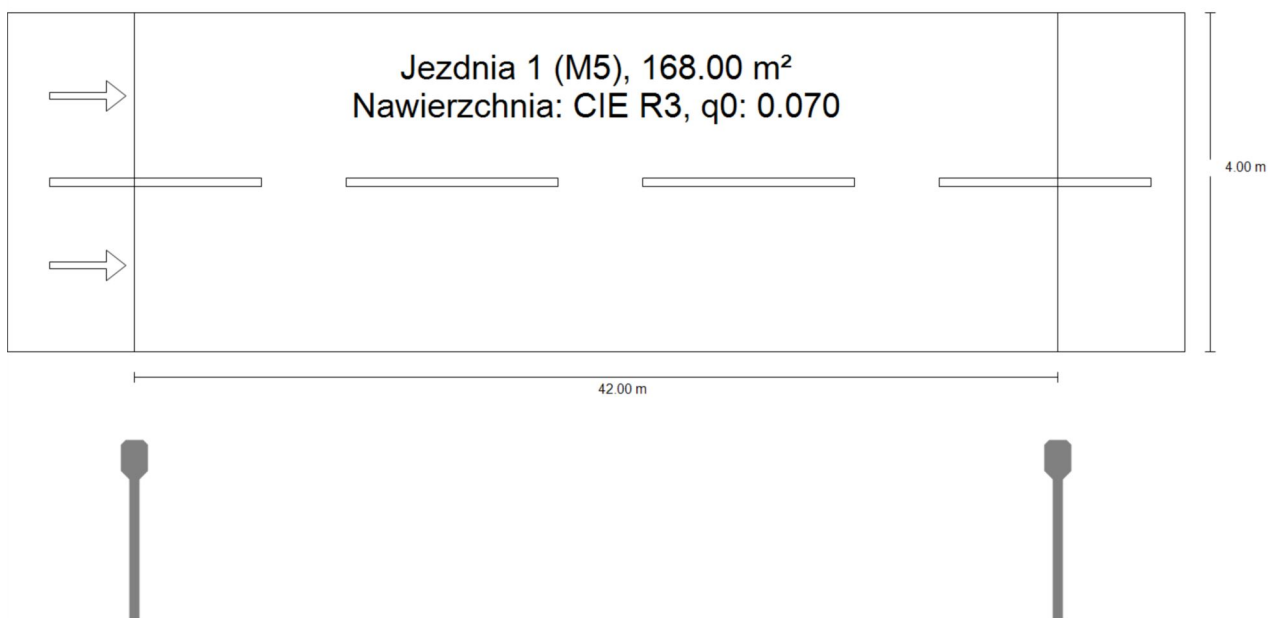 Jezdnia 1 (M5), 168.00 m²
Nawierzchnia: CIE R3, q0: 0.070
4.00 m
42.00 m